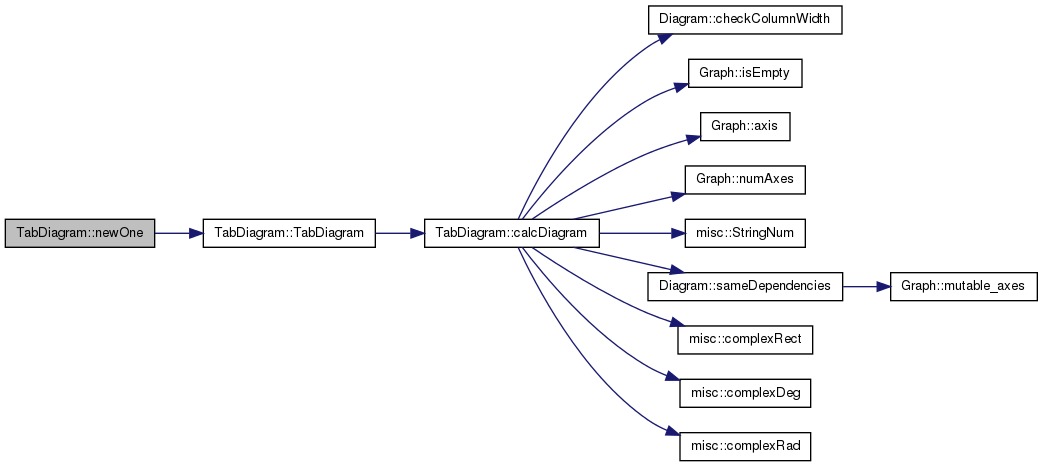 TabDiagram::newOne
TabDiagram::TabDiagram
TabDiagram::calcDiagram
Diagram::checkColumnWidth
Graph::isEmpty
Graph::axis
Graph::numAxes
misc::StringNum
Diagram::sameDependencies
Graph::mutable_axes
misc::complexRect
misc::complexDeg
misc::complexRad